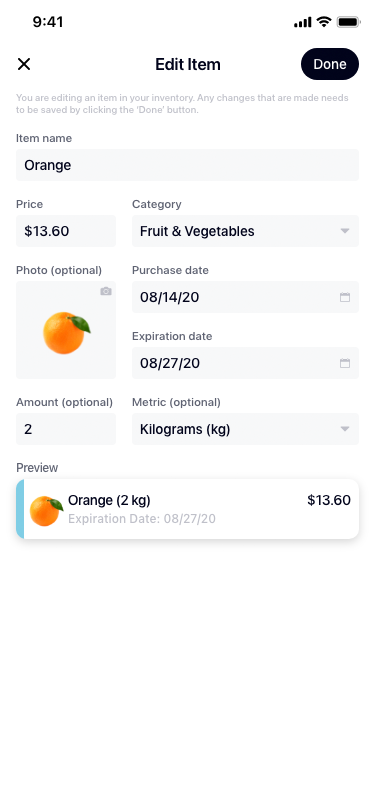 9:41
Edit Item
Done
You are editing an item in your inventory. Any changes that are made needs
to be saved by clicking the 'Done' button.
Item name
Orange
Price
Category
$13.60
Fruit & Vegetables
Photo (optional)
Purchase date
08/14/20
Expiration date
08/27/20
Amount (optional)
Metric (optional)
2
Kilograms (kg)
Preview
Orange (2 kg)
$13.60
Expiration Date: 08/27/20